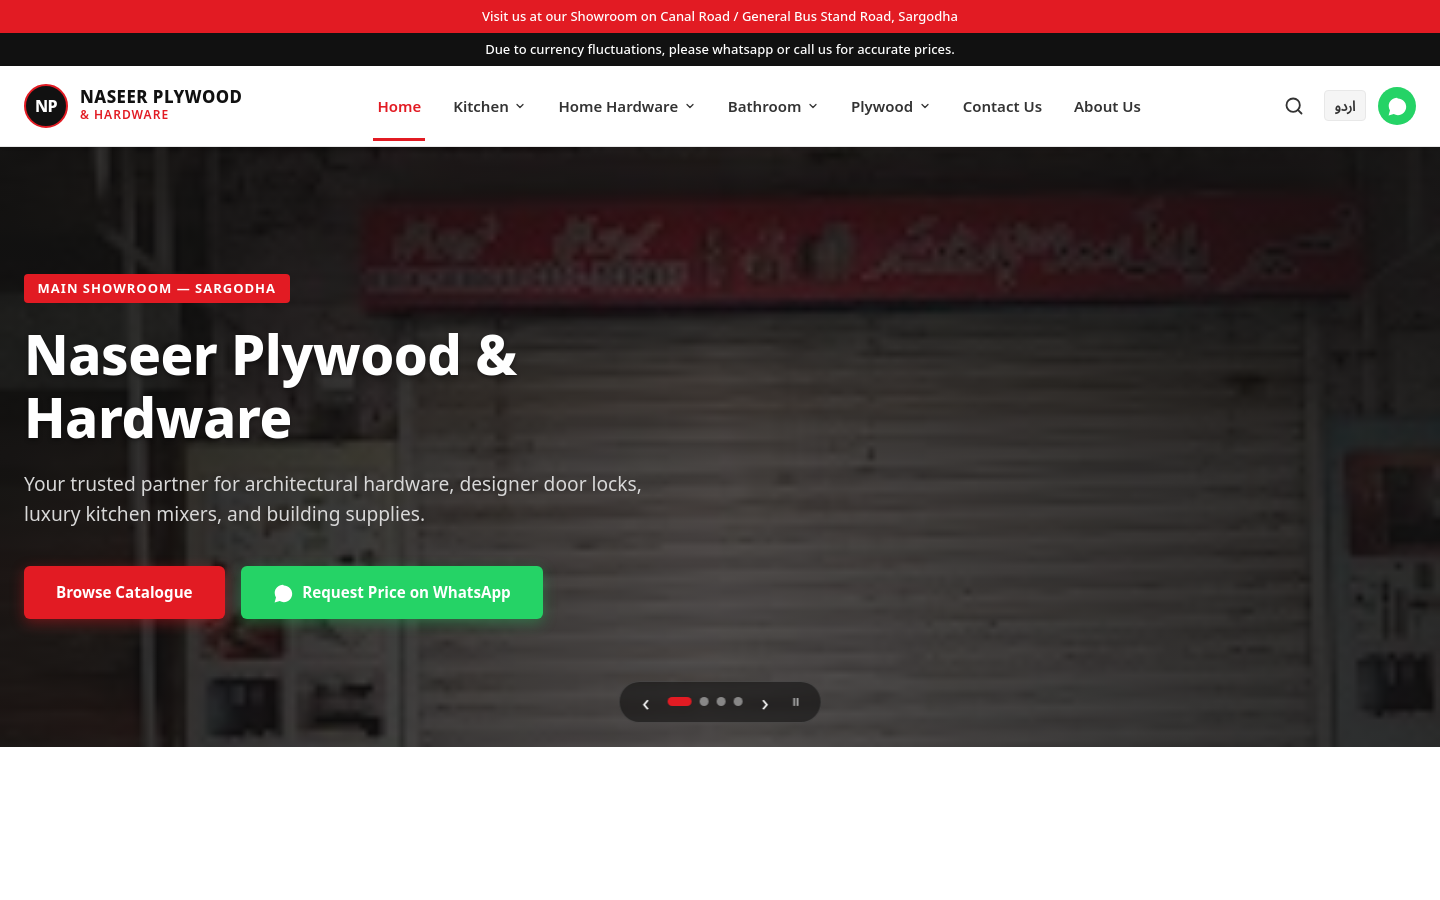 Visit us at our Showroom on Canal Road / General Bus Stand Road, Sargodha
Due to currency fluctuations, please whatsapp or call us for accurate prices.
NP
NASEER PLYWOOD
& HARDWARE
Home
Kitchen
Home Hardware
Bathroom
Plywood
Contact Us
About Us
اردو
MAIN SHOWROOM — SARGODHA
Naseer Plywood &
Hardware
Your trusted partner for architectural hardware, designer door locks,
luxury kitchen mixers, and building supplies.
Browse Catalogue
Request Price on WhatsApp